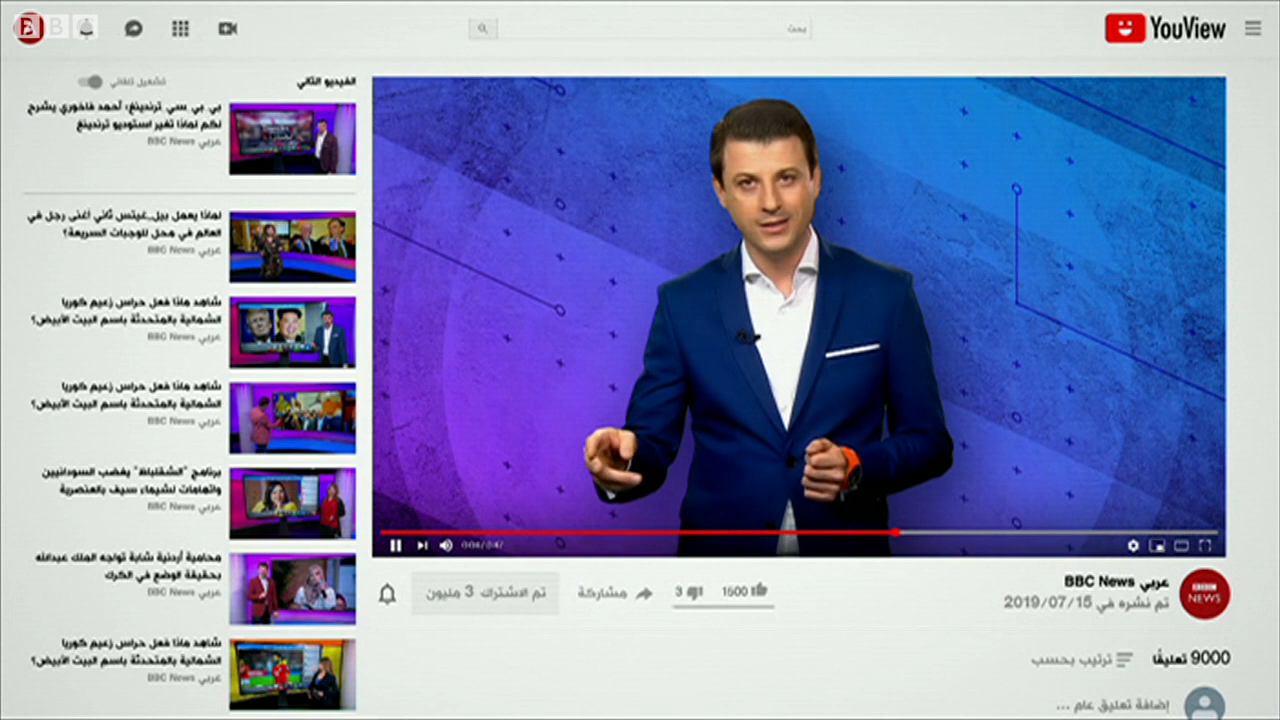 BBC
بحث
YouView
الفيديو التالي
تشغيل تلقائي
بي. بي. سي. ترندينغ: أحمد فاخوري يشرح
لكم لماذا تغير استوديو ترندينغ
عربي BBC News
لماذا يعمل بيل_غيتس ثاني أغنى رجل في
العالم في محل للوجبات السريعة؟
عربي BBC News
شاهد ماذا فعل حراس زعيم كوريا
الشمالية بالمتحدثة باسم البيت الأبيض؟
عربي BBC News
شاهد ماذا فعل حراس زعيم كوريا
الشمالية بالمتحدثة باسم البيت الأبيض؟
عربي BBC News
برنامج "الشقلباظ" يغضب السودانيين
واتهامات لشيماء سيف بالعنصرية
عربي BBC News
محامية أردنية شابة تواجه الملك عبدالله
بحقيقة الوضع في الكرك
عربي BBC News
شاهد ماذا فعل حراس زعيم كوريا
الشمالية بالمتحدثة باسم البيت الأبيض؟
عربي BBC News
BBC
NEWS
عربي BBC News
تم نشره في 2019/07/15
1500
3
مشاركة
تم الاشتراك 3 مليون
9000 تعليقًا
ترتيب بحسب
إضافة تعليق عام ...